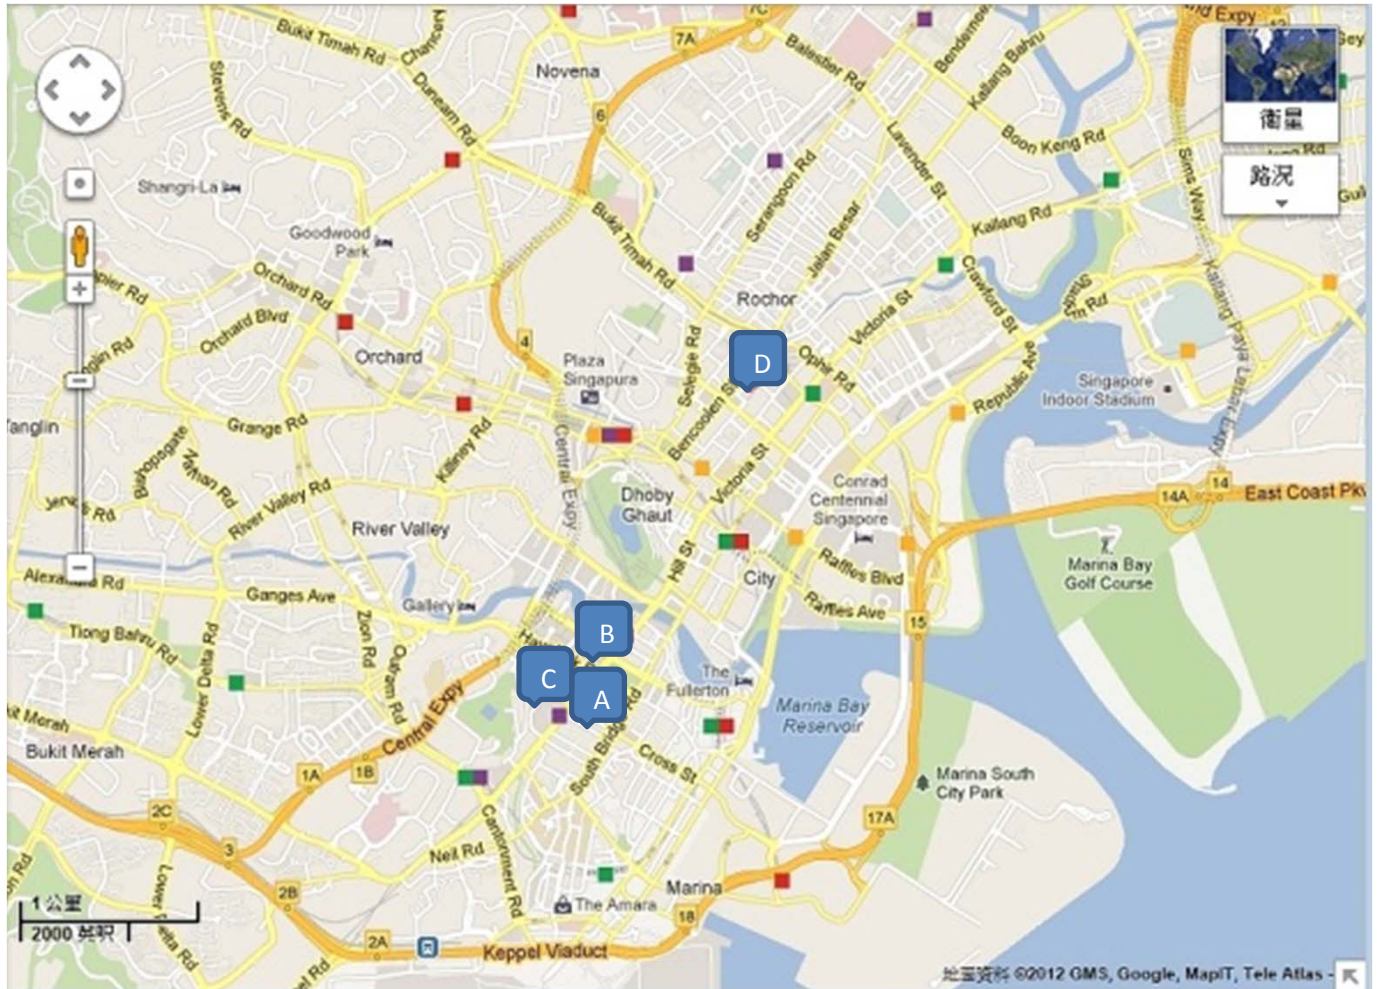 Bukit Timah Rd
Stevens Rd
Dunearn Rd
Novena
7A
6
Balestier Rd
Kallang Bahru
Boon Keng Rd
衛星
路況
Lavender St
Sims Way
Shangri-La
Goodwood
Park
Serangoon Rd
Jalan Besar
Kallang Rd
Bukit Timah Rd
Orchard Rd
Orchard Blvd
Rochor
Victoria St
Crawford St
Orchard
4
Plaza
Singapura
Selegie Rd
D
Ophir Rd
Republic Ave
Singapore
Indoor Stadium
Grange Rd
Killiney Rd
Central Expy
Bencoolen St
Victoria St
Dhoby
Ghaut
Conrad
Centennial
Singapore
14A
14
East Coast Pkw
River Valley Rd
River Valley
Marina Bay
Golf Course
Hill St
City
Raffles Blvd
Raffles Ave
15
Alexandra Rd
Ganges Ave
Gallery
Tiong Bahru Rd
Zion Rd
Lower Delta Rd
Outram Rd
B
C
A
The
Fullerton
Marina Bay
Reservoir
Bukit Merah
Central Expy
South Bridge Rd
Cross St
1A
1B
Marina South
City Park
2C
3
17A
Cantonment Rd
Neil Rd
Marina
2B
The Amara
18
1 公里
2000 英呎
2A
Keppel Viaduct
地圖資料 ©2012 GMS, Google, MapIT, Tele Atlas -